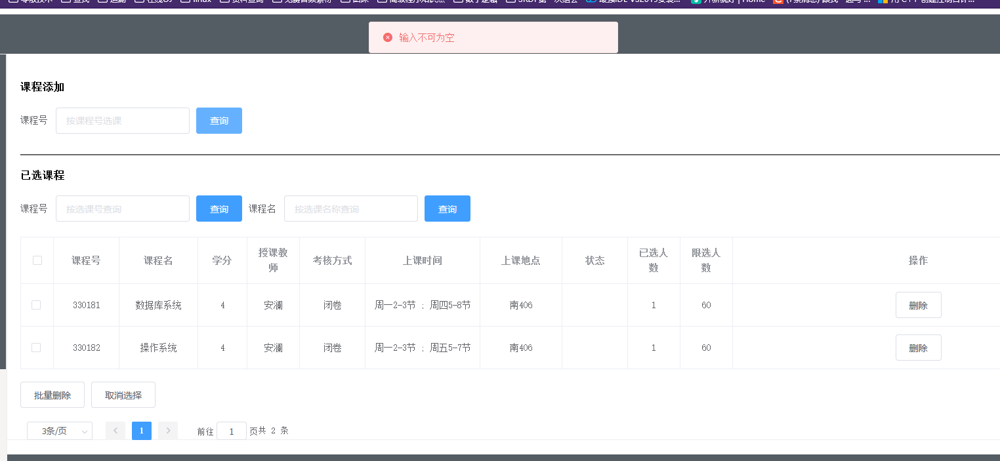 输入不可为空
课程添加
课程号 按课程号选课 查询
已选课程
课程号 按选课号查询 查询 课程名 按选课名称查询 查询
课程号 课程名 学分 授课教师 考核方式 上课时间 上课地点 状态 已选人数 限选人数 操作
330181 数据库系统 4 安澜 闭卷 周一2-3节 ; 周四5-8节 南406 1 60 删除
330182 操作系统 4 安澜 闭卷 周一2-3节 ; 周五5-7节 南406 1 60 删除
批量删除 取消选择
3条/页 1 前往 1 页共 2 条